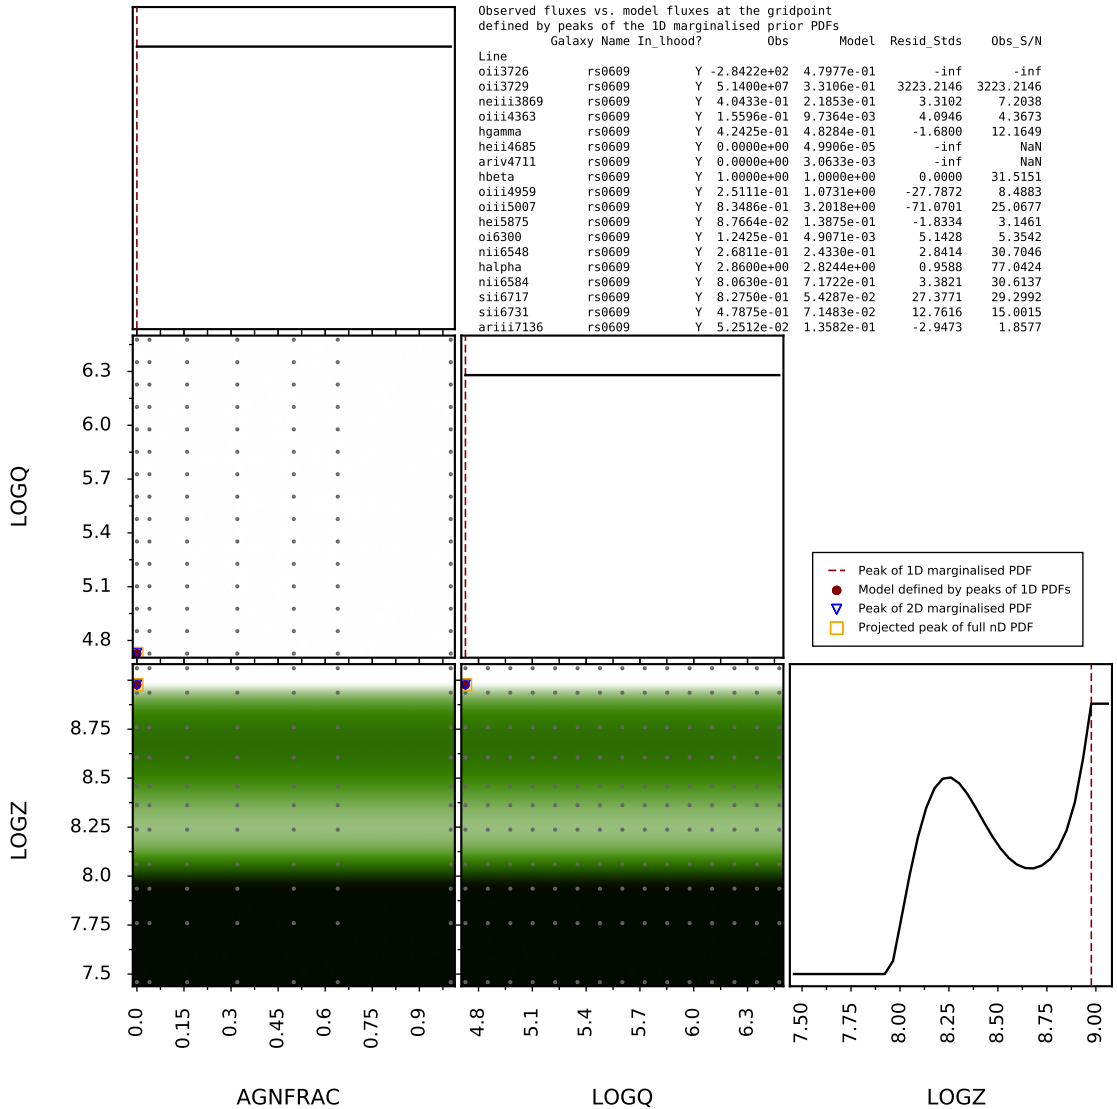 Observed fluxes vs. model fluxes at the gridpoint
defined by peaks of the 1D marginalised prior PDFs
Galaxy Name In_lhood? Obs Model Resid_Stds Obs_S/N
Line
oii3726 rs0609 Y -2.8422e+02 4.7977e-01 -inf -inf
oii3729 rs0609 Y 5.1400e+07 3.3106e-01 3223.2146 3223.2146
neiii3869 rs0609 Y 4.0433e-01 2.1853e-01 3.3102 7.2038
oiii4363 rs0609 Y 1.5596e-01 9.7364e-03 4.0946 4.3673
hgamma rs0609 Y 4.2425e-01 4.8284e-01 -1.6800 12.1649
heii4685 rs0609 Y 0.0000e+00 4.9906e-05 -inf NaN
ariv4711 rs0609 Y 0.0000e+00 3.0633e-03 -inf NaN
hbeta rs0609 Y 1.0000e+00 1.0000e+00 0.0000 31.5151
oiii4959 rs0609 Y 2.5111e-01 1.0731e+00 -27.7872 8.4883
oiii5007 rs0609 Y 8.3486e-01 3.2018e+00 -71.0701 25.0677
hei5875 rs0609 Y 8.7664e-02 1.3875e-01 -1.8334 3.1461
oi6300 rs0609 Y 1.2425e-01 4.9071e-03 5.1428 5.3542
nii6548 rs0609 Y 2.6811e-01 2.4330e-01 2.8414 30.7046
halpha rs0609 Y 2.8600e+00 2.8244e+00 0.9588 77.0424
nii6584 rs0609 Y 8.0630e-01 7.1722e-01 3.3821 30.6137
sii6717 rs0609 Y 8.2750e-01 5.4287e-02 27.3771 29.2992
sii6731 rs0609 Y 4.7875e-01 7.1483e-02 12.7616 15.0015
ariii7136 rs0609 Y 5.2512e-02 1.3582e-01 -2.9473 1.8577
6.3
6.0
5.7
5.4
5.1
4.8
LOGQ
Peak of 1D marginalised PDF
Model defined by peaks of 1D PDFs
Peak of 2D marginalised PDF
Projected peak of full nD PDF
8.75
8.5
8.25
8.0
7.75
7.5
LOGZ
0.0 0.15 0.3 0.45 0.6 0.75 0.9
4.8 5.1 5.4 5.7 6.0 6.3
7.50 7.75 8.00 8.25 8.50 8.75 9.00
AGNFRAC LOGQ LOGZ